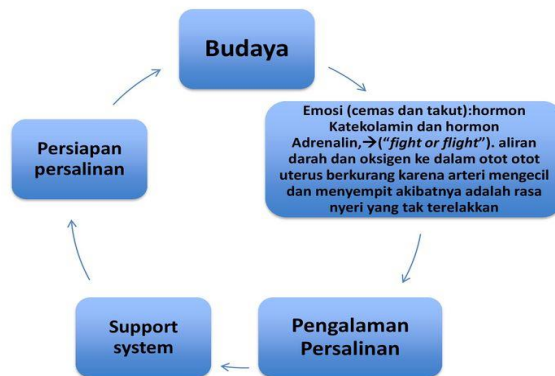 Budaya
Emosi (cemas dan takut):hormon
Katekolamin dan hormon
Adrenalin,→(“fight or flight”). aliran
darah dan oksigen ke dalam otot otot
uterus berkurang karena arteri mengecil
dan menyempit akibatnya adalah rasa
nyeri yang tak terelakkan
Pengalaman
Persalinan
Support
system
Persiapan
persalinan